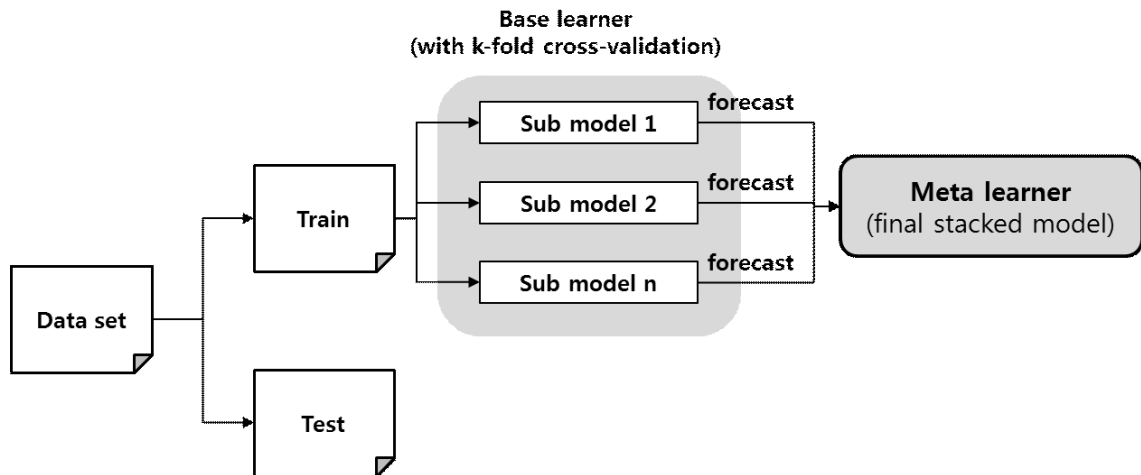 Base learner
(with k-fold cross-validation)
forecast
Sub model 1
forecast
Sub model 2
forecast
Sub model n
Train
Data set
Test
Meta learner
(final stacked model)